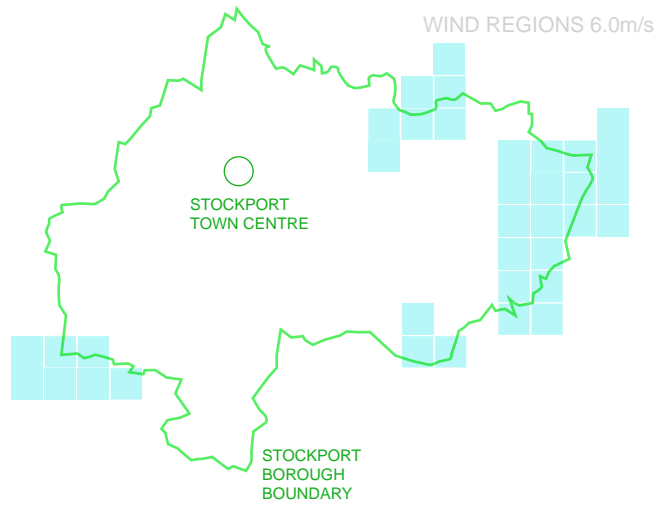 WIND REGIONS 6.0m/s
STOCKPORT
TOWN CENTRE
STOCKPORT
BOROUGH
BOUNDARY